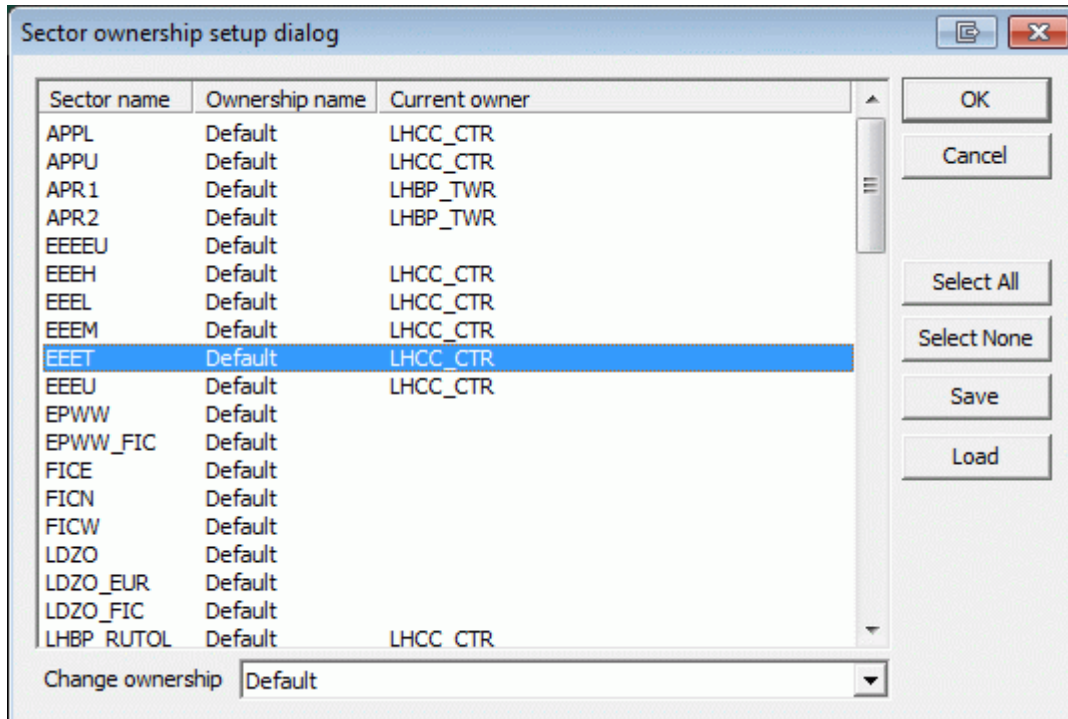 Sector ownership setup dialog
Sector name Ownership name Current owner
APPL Default LHCC_CTR
APPU Default LHCC_CTR
APR1 Default LHBP_TWR
APR2 Default LHBP_TWR
EEEEU Default
EEEH Default LHCC_CTR
EEEL Default LHCC_CTR
EEEM Default LHCC_CTR
EEET Default LHCC_CTR
EEEU Default LHCC_CTR
EPWW Default
EPWW_FIC Default
FICE Default
FICN Default
FICW Default
LDZO Default
LDZO_EUR Default
LDZO_FIC Default
LHBP_RUTOL Default LHCC_CTR
Change ownership Default
OK
Cancel
Select All
Select None
Save
Load